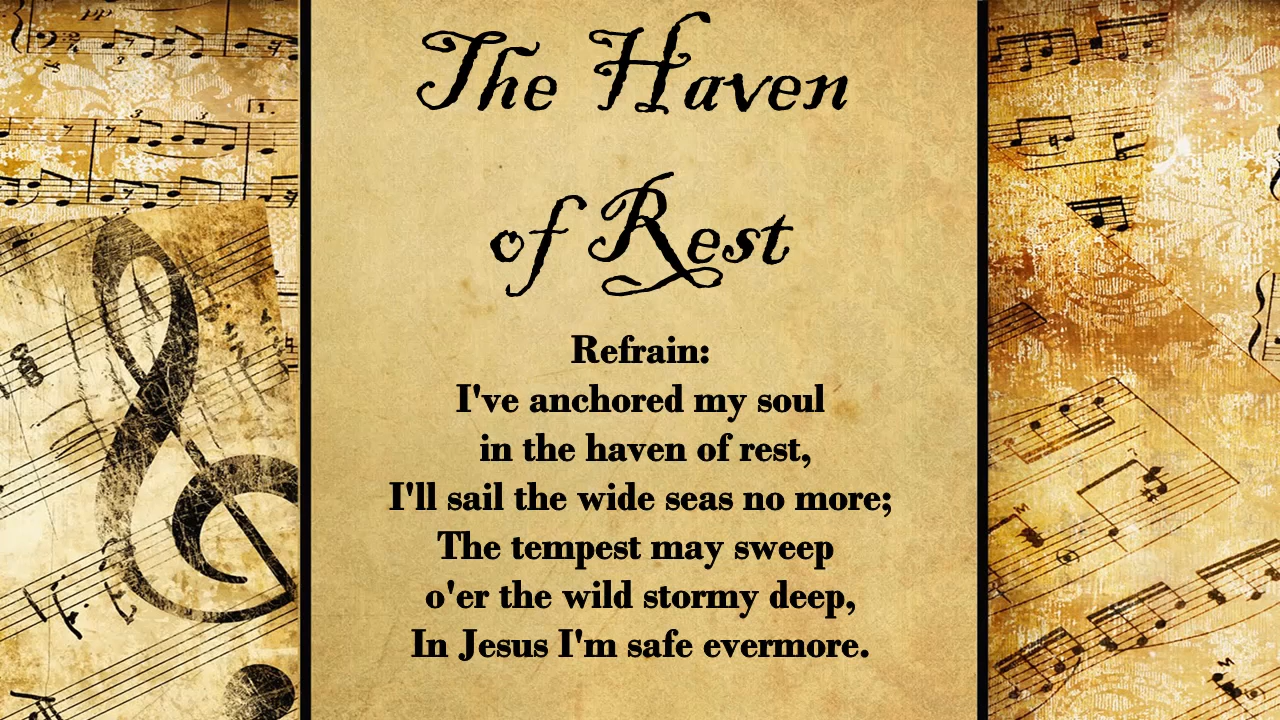 The Haven
of Rest
Refrain:
I've anchored my soul
in the haven of rest,
I'll sail the wide seas no more;
The tempest may sweep
o'er the wild stormy deep,
In Jesus I'm safe evermore.